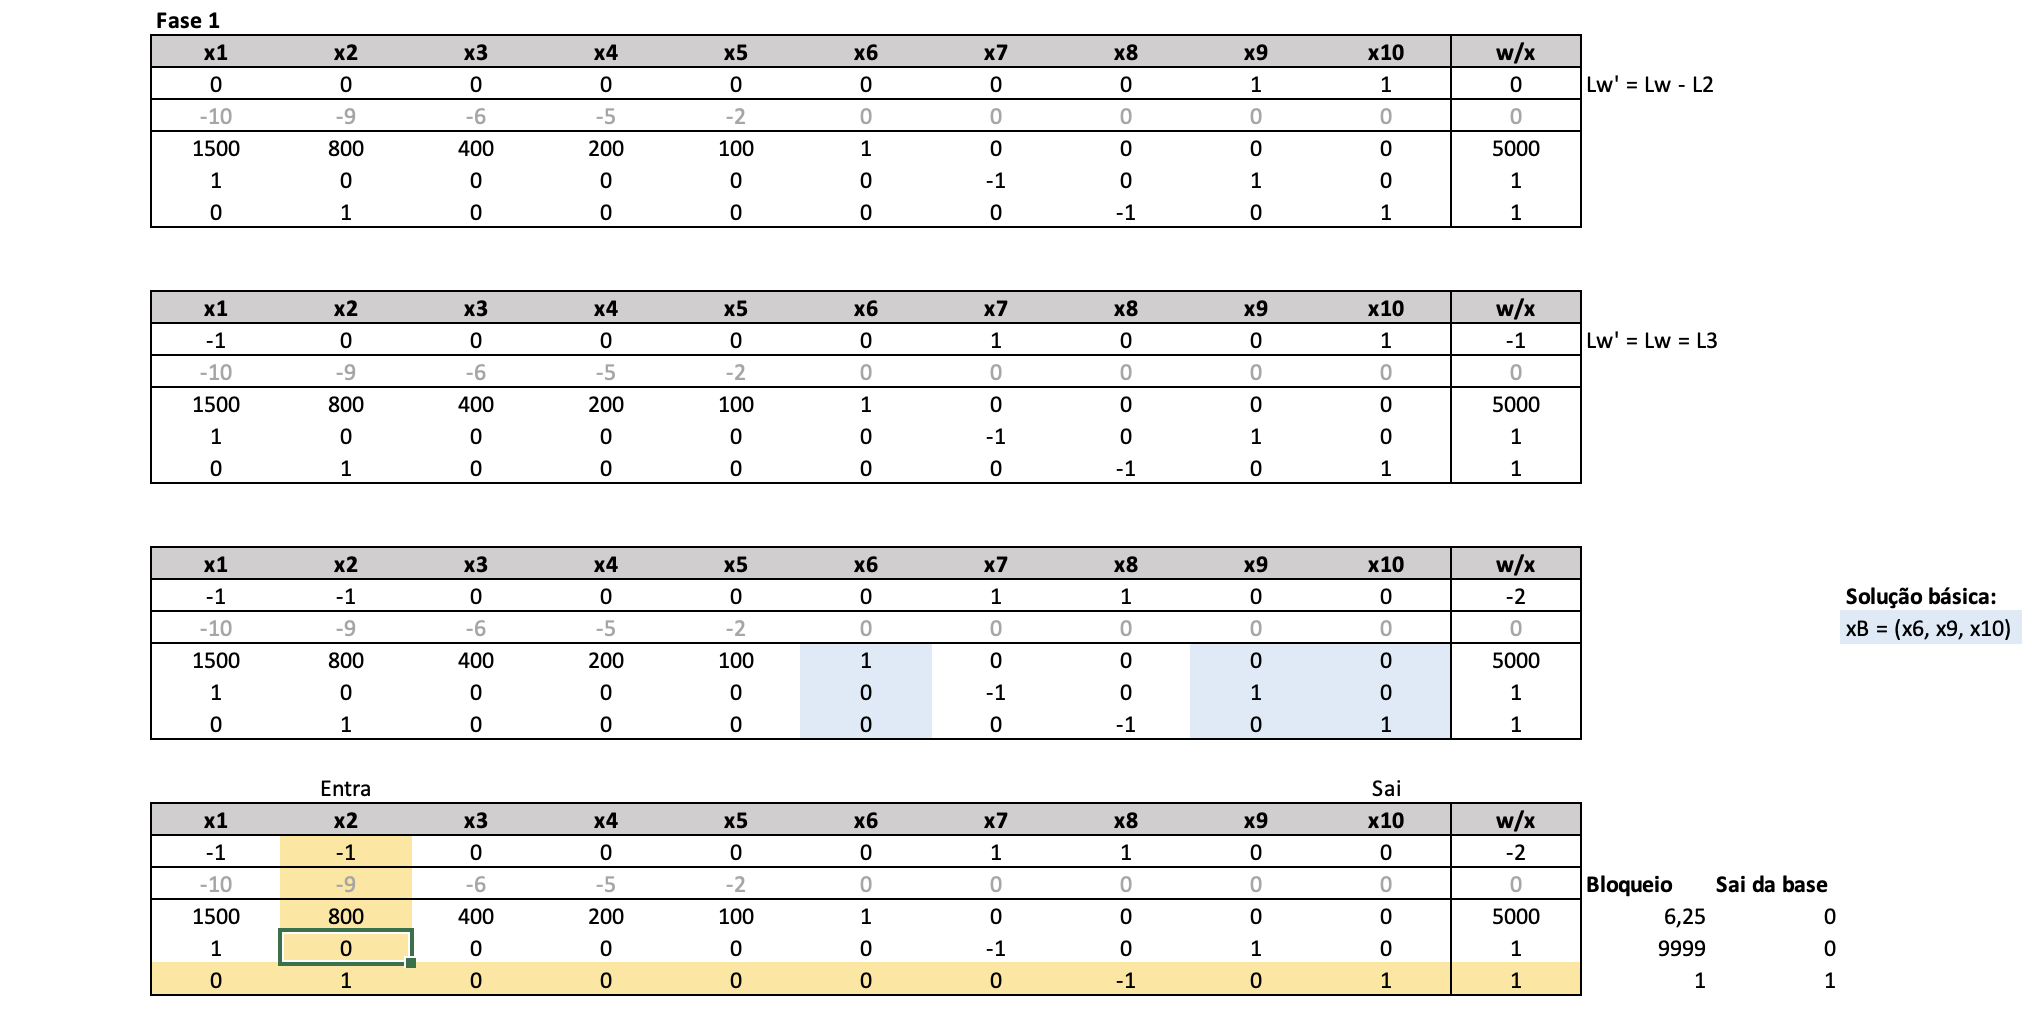 Fase 1
x1 x2 x3 x4 x5 x6 x7 x8 x9 x10 w/x
0 0 0 0 0 0 0 0 1 1 0 Lw' = Lw - L2
-10 -9 -6 -5 -2 0 0 0 0 0 0
1500 800 400 200 100 1 0 0 0 0 5000
1 0 0 0 0 0 -1 0 1 0 1
0 1 0 0 0 0 0 -1 0 1 1
x1 x2 x3 x4 x5 x6 x7 x8 x9 x10 w/x
-1 0 0 0 0 0 1 0 0 1 -1 Lw' = Lw = L3
-10 -9 -6 -5 -2 0 0 0 0 0 0
1500 800 400 200 100 1 0 0 0 0 5000
1 0 0 0 0 0 -1 0 1 0 1
0 1 0 0 0 0 0 -1 0 1 1
x1 x2 x3 x4 x5 x6 x7 x8 x9 x10 w/x
-1 -1 0 0 0 0 1 1 0 0 -2 Solução básica:
-10 -9 -6 -5 -2 0 0 0 0 0 0 xB = (x6, x9, x10)
1500 800 400 200 100 1 0 0 0 0 5000
1 0 0 0 0 0 -1 0 1 0 1
0 1 0 0 0 0 0 -1 0 1 1
Entra Sai
x1 x2 x3 x4 x5 x6 x7 x8 x9 x10 w/x
-1 -1 0 0 0 0 1 1 0 0 -2
-10 -9 -6 -5 -2 0 0 0 0 0 0 Bloqueio Sai da base
1500 800 400 200 100 1 0 0 0 0 5000 6,25 0
1 0 0 0 0 0 -1 0 1 0 1 9999 0
0 1 0 0 0 0 0 -1 0 1 1 1 1